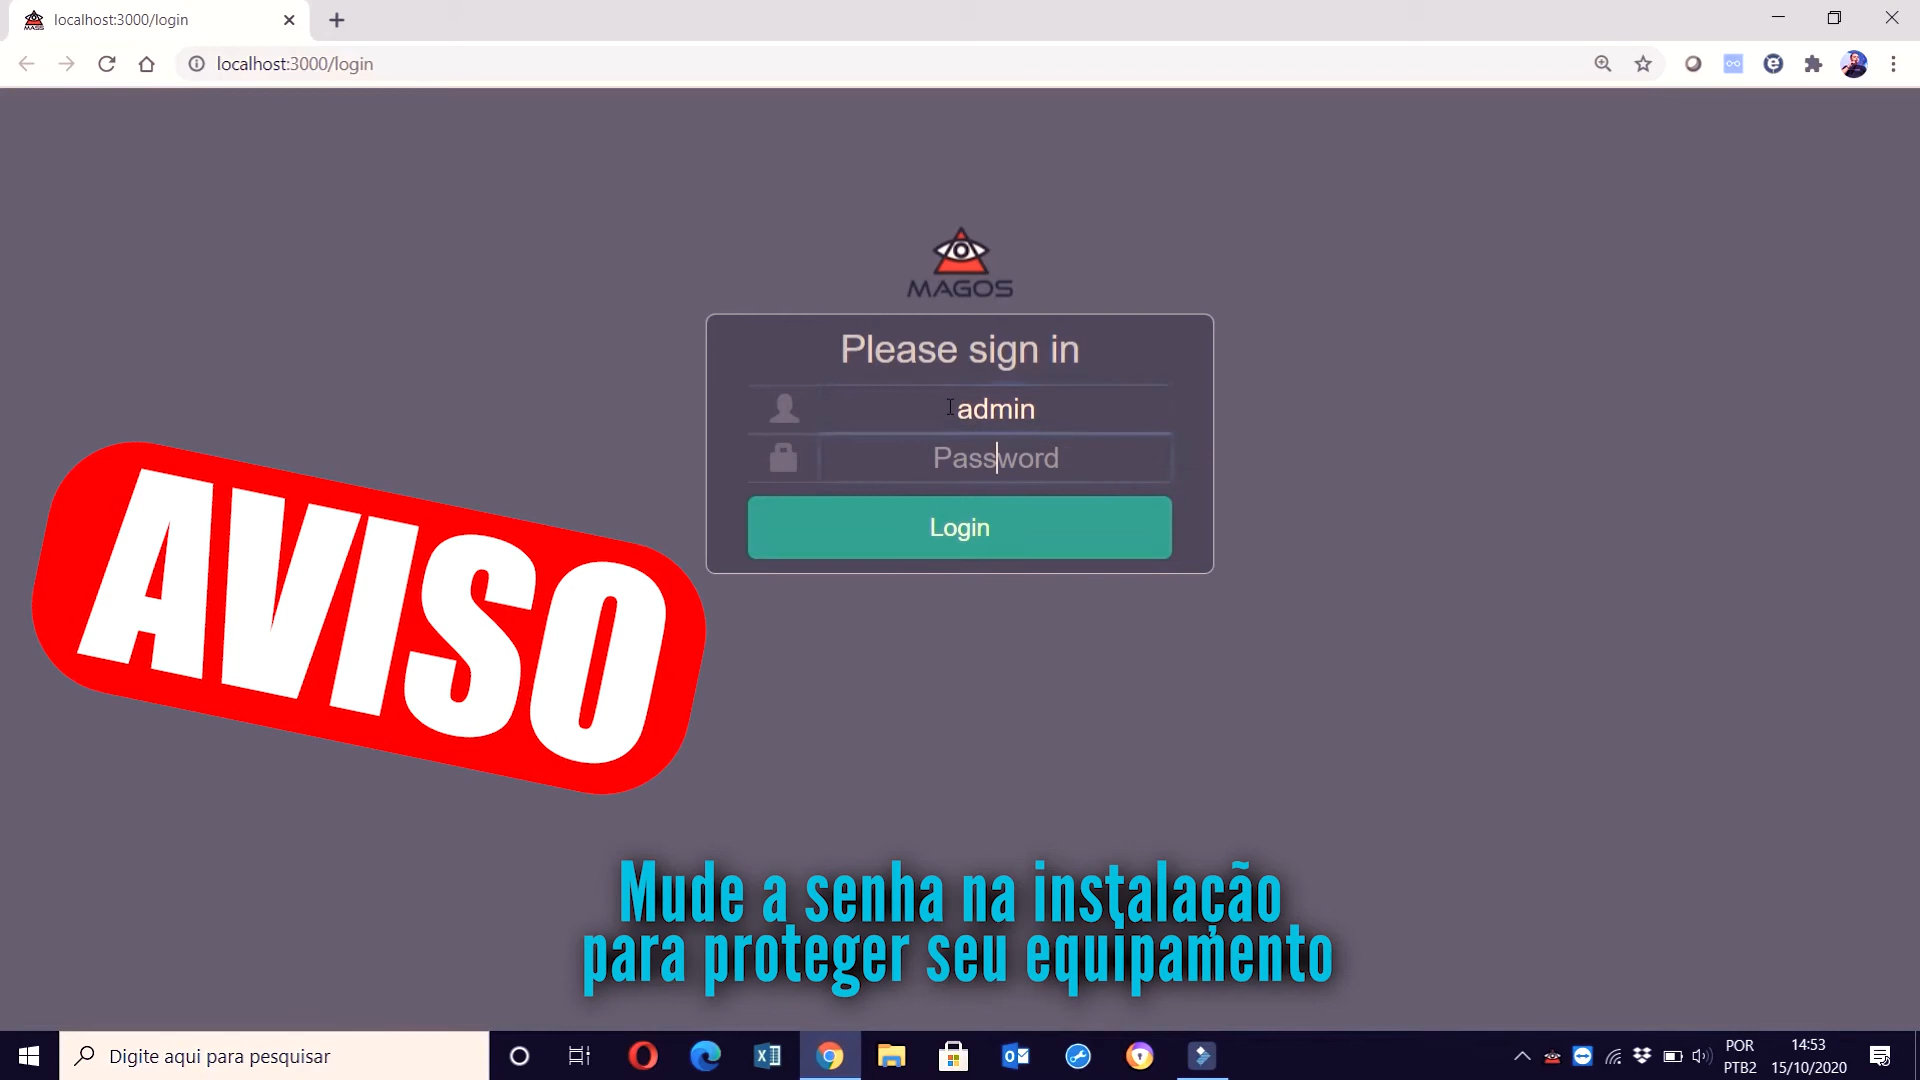 localhost:3000/login
localhost:3000/login
MAGOS
Please sign in
admin
Password
Login
AVISO
Mude a senha na instalação
para proteger seu equipamento
Digite aqui para pesquisar
POR
PTB2
14:53
15/10/2020